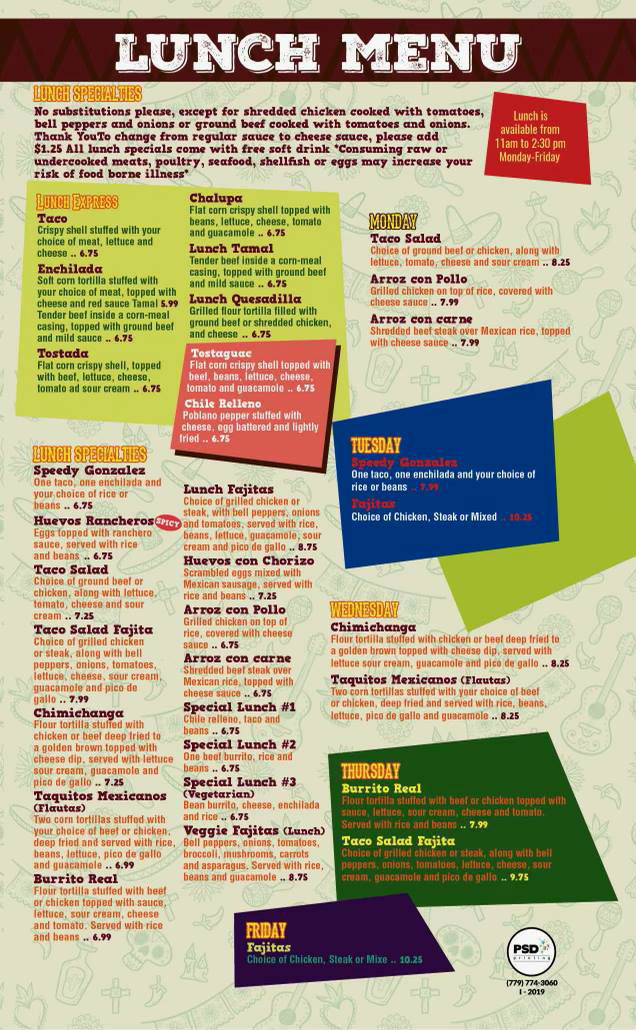 LUNCH MENU
LUNCH SPECIALTIES
No substitutions please, except for shredded chicken cooked with tomatoes,
bell peppers and onions or ground beef cooked with tomatoes and onions.
Thank YouTo change from regular sauce to cheese sauce, please add
$1.25 All lunch specials come with free soft drink *Consuming raw or
undercooked meats, poultry, seafood, shellfish or eggs may increase your
risk of food borne illness*
Lunch is
available from
11am to 2:30 pm
Monday-Friday
LUNCH EXPRESS
Taco
Crispy shell stuffed with your
choice of meat, lettuce and
cheese .. 6.75
Enchilada
Soft corn tortilla stuffed with
your choice of meat, topped with
cheese and red sauce Tamal 5.99
Tender beef inside a corn-meal
casing, topped with ground beef
and mild sauce .. 6.75
Tostada
Flat corn crispy shell, topped
with beef, lettuce, cheese,
tomato ad sour cream .. 6.75
Chalupa
Flat corn crispy shell topped with
beans, lettuce, cheese, tomato
and guacamole .. 6.75
Lunch Tamal
Tender beef inside a corn-meal
casing, topped with ground beef
and mild sauce .. 6.75
Lunch Quesadilla
Grilled flour tortilla filled with
ground beef or shredded chicken,
and cheese .. 6.75
Tostaguac
Flat corn crispy shell topped with
beef, beans, lettuce, cheese,
tomato and guacamole .. 6.75
Chile Relleno
Poblano pepper stuffed with
cheese, egg battered and lightly
fried .. 6.75
MONDAY
Taco Salad
Choice of ground beef or chicken, along with
lettuce, tomato, cheese and sour cream .. 8.25
Arroz con Pollo
Grilled chicken on top of rice, covered with
cheese sauce .. 7.99
Arroz con carne
Shredded beef steak over Mexican rice, topped
with cheese sauce .. 7.99
TUESDAY
Speedy Gonzalez
One taco, one enchilada and your choice of
rice or beans .. 7.99
Fajitas
Choice of Chicken, Steak or Mixed .. 10.25
LUNCH SPECIALTIES
Speedy Gonzalez
One taco, one enchilada and
your choice of rice or
beans .. 6.75
Huevos Rancheros SPICY
Eggs topped with ranchero
sauce, served with rice
and beans .. 6.75
Taco Salad
Choice of ground beef or
chicken, along with lettuce,
tomato, cheese and sour
cream .. 7.25
Taco Salad Fajita
Choice of grilled chicken
or steak, along with bell
peppers, onions, tomatoes,
lettuce, cheese, sour cream,
guacamole and pico de
gallo .. 7.99
Chimichanga
Flour tortilla stuffed with
chicken or beef deep fried to
a golden brown topped with
cheese dip, served with lettuce
sour cream, guacamole and
pico de gallo .. 7.25
Taquitos Mexicanos
(Flautas)
Two corn tortillas stuffed with
your choice of beef or chicken,
deep fried and served with rice,
beans, lettuce, pico de gallo
and guacamole .. 6.99
Burrito Real
Flour tortilla stuffed with beef
or chicken topped with sauce,
lettuce, sour cream, cheese
and tomato. Served with rice
and beans .. 6.99
Lunch Fajitas
Choice of grilled chicken or
steak, with bell peppers, onions
and tomatoes, served with rice,
beans, lettuce, guacamole, sour
cream and pico de gallo .. 8.75
Huevos con Chorizo
Scrambled eggs mixed with
Mexican sausage, served with
rice and beans .. 7.25
Arroz con Pollo
Grilled chicken on top of
rice, covered with cheese
sauce .. 6.75
Arroz con carne
Shredded beef steak over
Mexican rice, topped with
cheese sauce .. 6.75
Special Lunch #1
Chile relleno, taco and
beans .. 6.75
Special Lunch #2
One beef burrito, rice and
beans .. 6.75
Special Lunch #3
(Vegetarian)
Bean burrito, cheese, enchilada
and rice .. 6.75
Veggie Fajitas (Lunch)
Bell peppers, onions, tomatoes,
broccoli, mushrooms, carrots
and asparagus. Served with rice,
beans and guacamole .. 8.75
WEDNESDAY
Chimichanga
Flour tortilla stuffed with chicken or beef deep fried to
a golden brown topped with cheese dip, served with
lettuce sour cream, guacamole and pico de gallo .. 8.25
Taquitos Mexicanos (Flautas)
Two corn tortillas stuffed with your choice of beef
or chicken, deep fried and served with rice, beans,
lettuce, pico de gallo and guacamole .. 8.25
THURSDAY
Burrito Real
Flour tortilla stuffed with beef or chicken topped with
sauce, lettuce, sour cream, cheese and tomato.
Served with rice and beans .. 7.99
Taco Salad Fajita
Choice of grilled chicken or steak, along with bell
peppers, onions, tomatoes, lettuce, cheese, sour
cream, guacamole and pico de gallo .. 9.75
FRIDAY
Fajitas
Choice of Chicken, Steak or Mixe .. 10.25
PSD
printing
(779) 774-3060
I - 2019